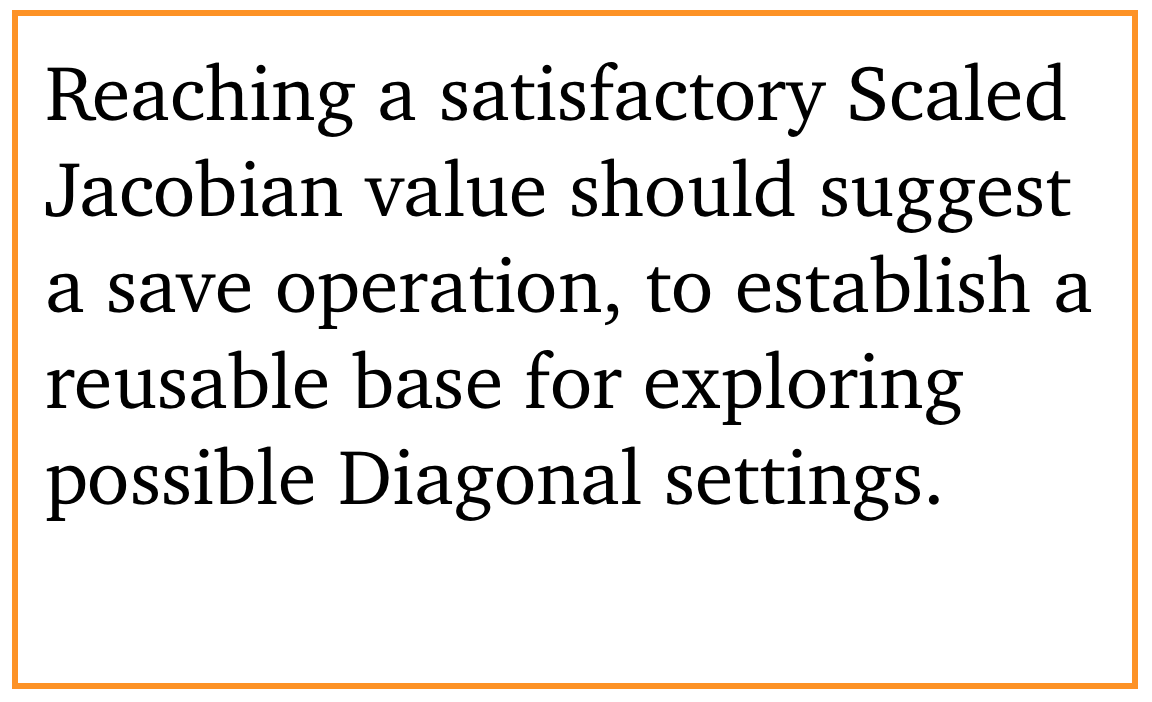 Reaching a satisfactory Scaled
Jacobian value should suggest
a save operation, to establish a
reusable base for exploring
possible Diagonal settings.